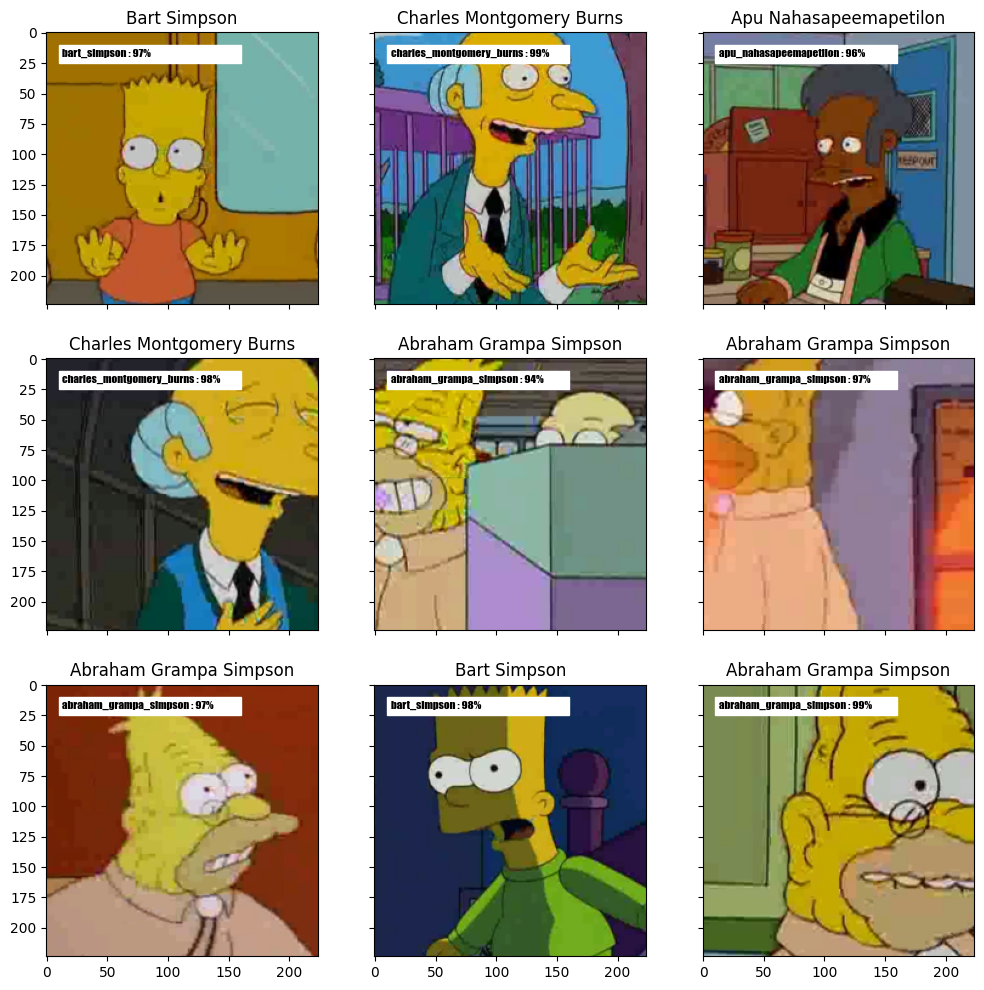 Bart Simpson
Charles Montgomery Burns
Apu Nahasapeemapetilon
0
25
50
75
100
125
150
175
200
bart_simpson : 97%
charles_montgomery_burns : 99%
apu_nahasapeemapetilon : 96%
KEEP OUT
Charles Montgomery Burns
Abraham Grampa Simpson
Abraham Grampa Simpson
0
25
50
75
100
125
150
175
200
charles_montgomery_burns : 98%
abraham_grampa_simpson : 94%
abraham_grampa_simpson : 97%
Abraham Grampa Simpson
Bart Simpson
Abraham Grampa Simpson
0
25
50
75
100
125
150
175
200
abraham_grampa_simpson : 97%
bart_simpson : 98%
abraham_grampa_simpson : 99%
0 50 100 150 200
0 50 100 150 200
0 50 100 150 200